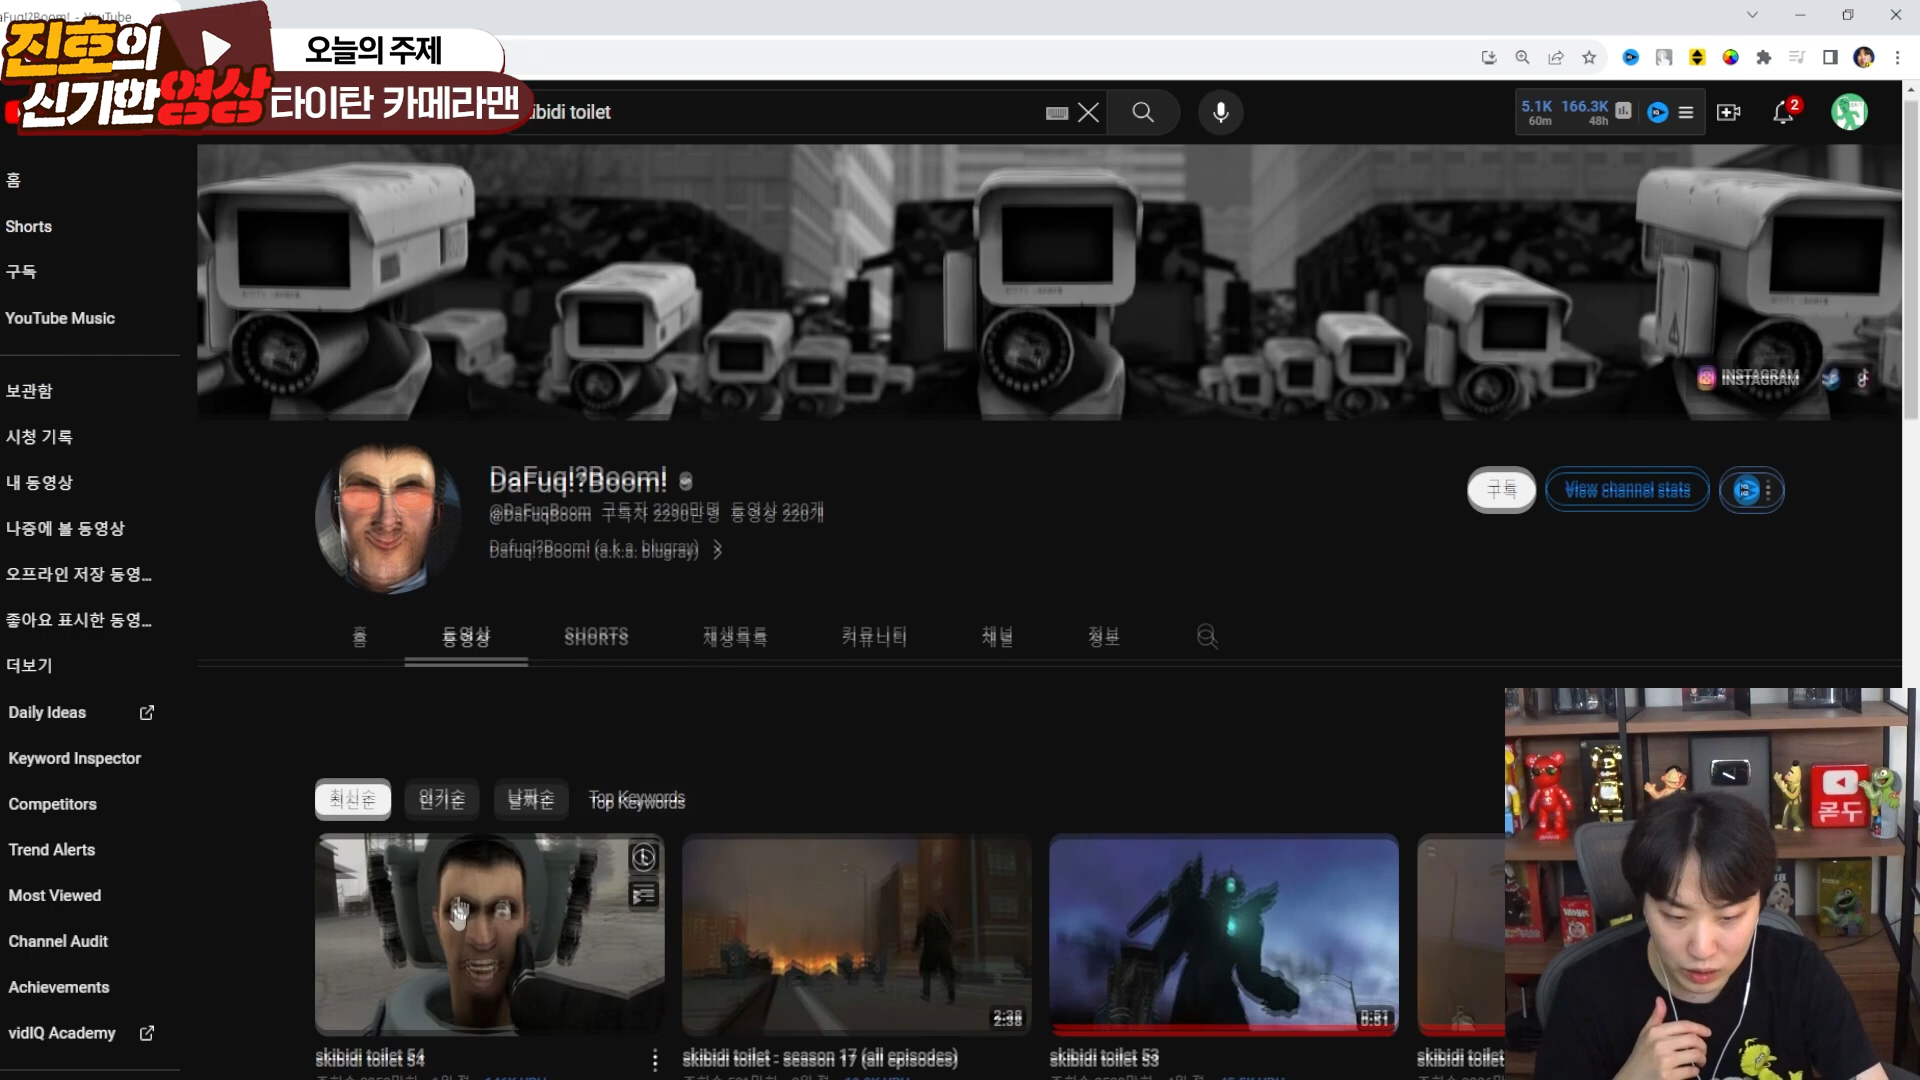 진호의
신기한영상
오늘의 주제
타이탄 카메라맨
ibidi toilet
5.1K 166.3K
60m 48h
2
홈
Shorts
구독
YouTube Music
보관함
시청 기록
내 동영상
나중에 볼 동영상
오프라인 저장 동영...
좋아요 표시한 동영...
더보기
Daily Ideas
Keyword Inspector
Competitors
Trend Alerts
Most Viewed
Channel Audit
Achievements
vidIQ Academy
INSTAGRAM
DaFuq!?Boom!
@DaFuqBoom 구독자 2290만명 동영상 220개
Dafuq!?Boom! (a.k.a. blugray)
구독
View channel stats
홈 동영상 SHORTS 재생목록 커뮤니티 채널 정보
최신순 인기순 날짜순 Top Keywords
2:38
0:51
skibidi toilet 54
skibidi toilet - season 17 (all episodes)
skibidi toilet 53
skibidi toilet
몬두